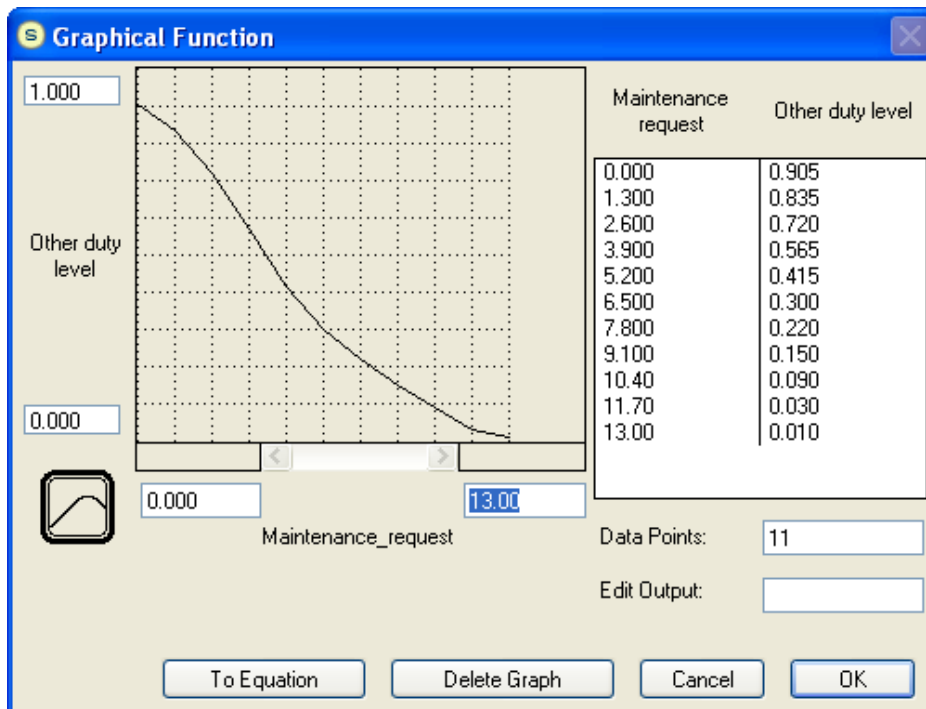 S Graphical Function
1.000
Other duty
level
0.000
0.000
13.00
Maintenance_request
Maintenance
request
Other duty level
0.000 0.905
1.300 0.835
2.600 0.720
3.900 0.565
5.200 0.415
6.500 0.300
7.800 0.220
9.100 0.150
10.40 0.090
11.70 0.030
13.00 0.010
Data Points: 11
Edit Output:
To Equation
Delete Graph
Cancel
OK